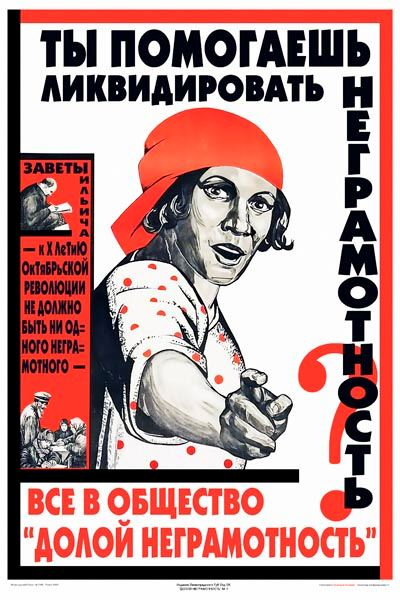 ТЫ ПОМОГАЕШЬ
ЛИКВИДИРОВАТЬ
НЕГРАМОТНОСТЬ
?
ЗАВЕТЫ
ИЛЬИЧА
— К X ЛЕТИЮ
ОКТЯБРЬСКОЙ
РЕВОЛЮЦИИ
НЕ ДОЛЖНО
БЫТЬ НИ ОД=
НОГО НЕГРА=
МОТНОГО —
ВСЕ В ОБЩЕСТВО
"ДОЛОЙ НЕГРАМОТНОСТЬ"